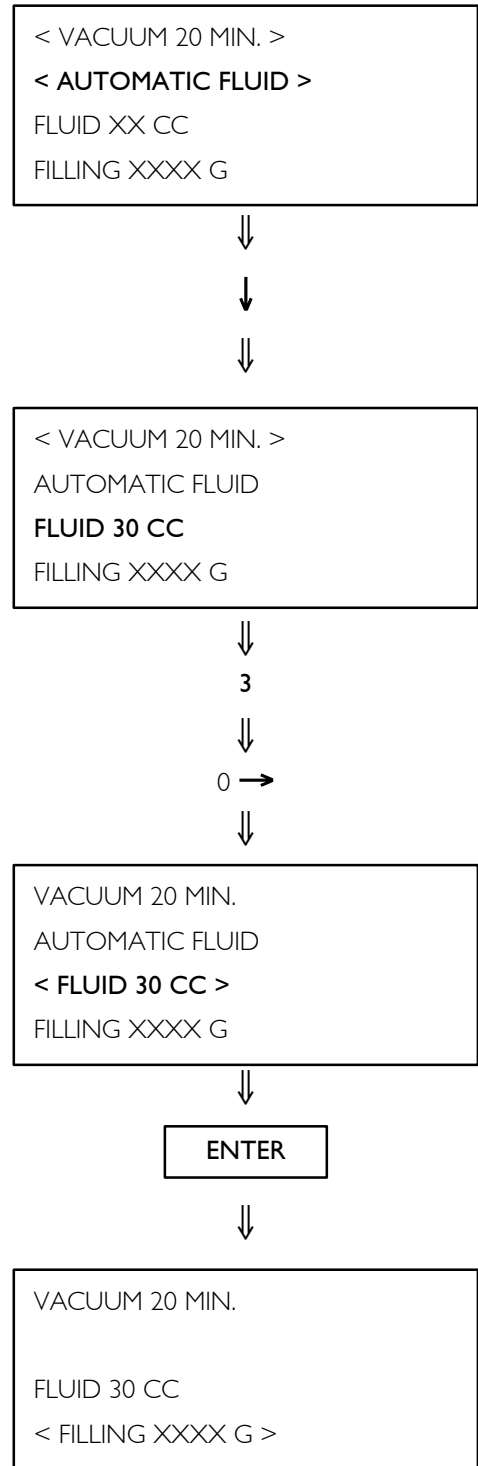 < VACUUM 20 MIN. >
< AUTOMATIC FLUID >
FLUID XX CC
FILLING XXXX G
⇓
↓
⇓
< VACUUM 20 MIN. >
AUTOMATIC FLUID
FLUID 30 CC
FILLING XXXX G
⇓
3
⇓
0 →
⇓
VACUUM 20 MIN.
AUTOMATIC FLUID
< FLUID 30 CC >
FILLING XXXX G
⇓
ENTER
⇓
VACUUM 20 MIN.
FLUID 30 CC
< FILLING XXXX G >